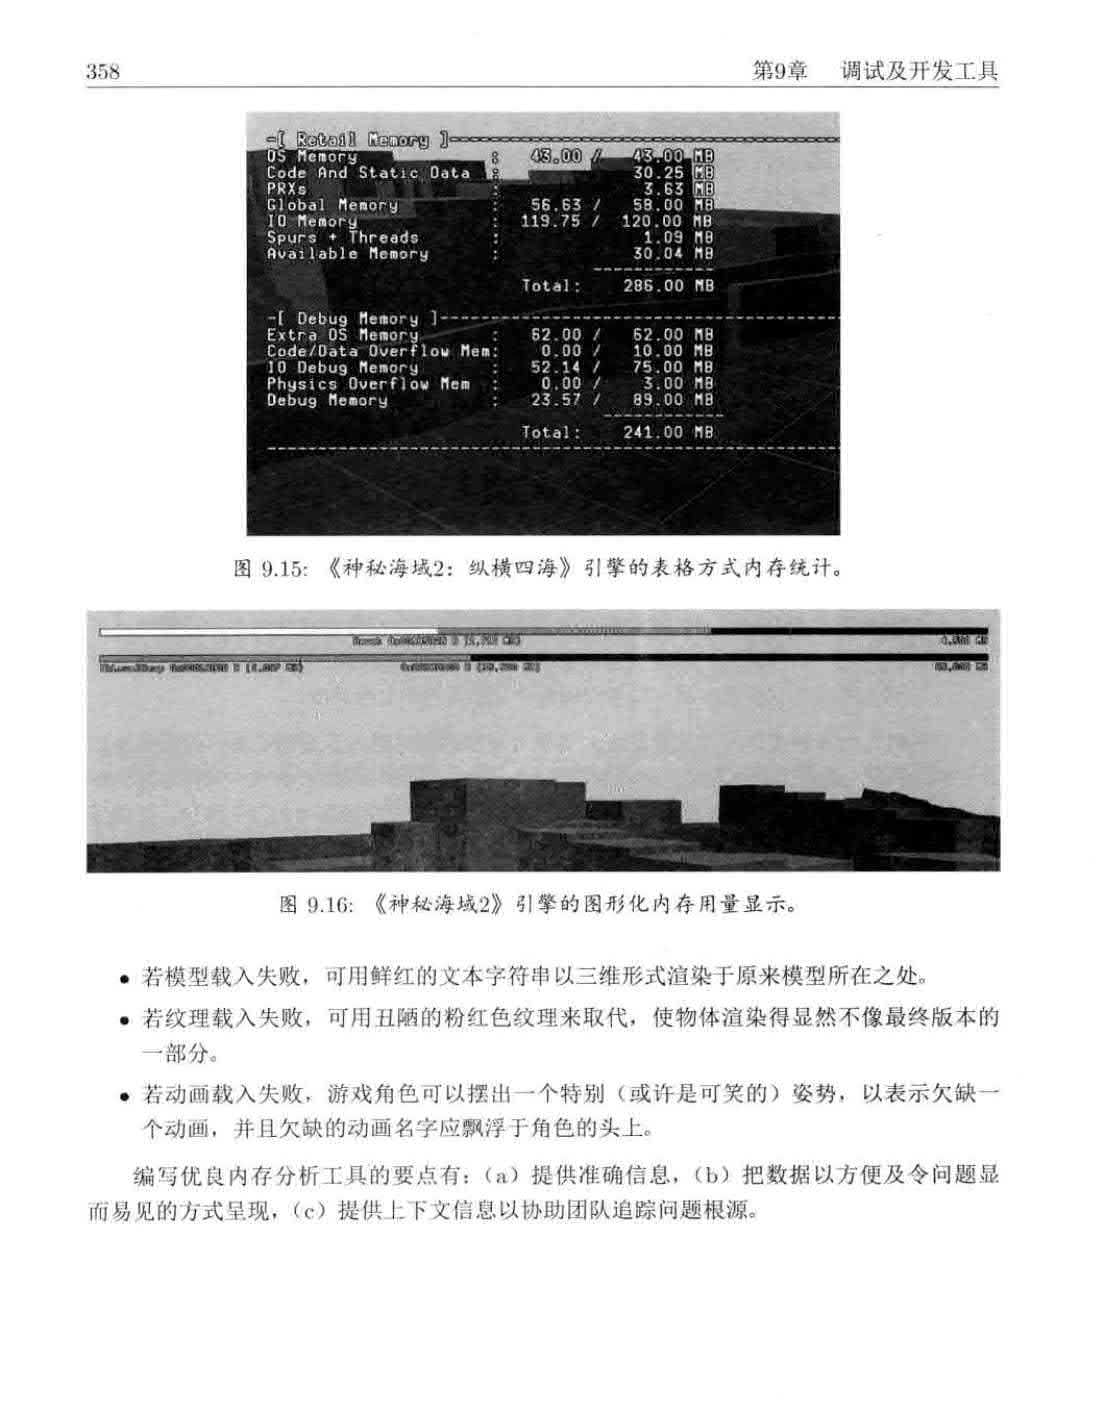 358
第9章 调试及开发工具
-[ Retail Memory ]-
OS Memory : 43.00 / 43.00 MB
Code And Static Data : 30.25 MB
PRXs : 3.63 MB
Global Memory : 56.63 / 58.00 MB
IO Memory : 119.75 / 120.00 MB
Spurs + Threads : 1.09 MB
Available Memory : 30.04 MB
Total: 286.00 MB
-[ Debug Memory ]-
Extra OS Memory : 62.00 / 62.00 MB
Code/Data Overflow Mem: 0.00 / 10.00 MB
IO Debug Memory : 52.14 / 75.00 MB
Physics Overflow Mem : 0.00 / 3.00 MB
Debug Memory : 23.57 / 89.00 MB
Total: 241.00 MB
图 9.15: 《神秘海域2：纵横四海》引擎的表格方式内存统计。
图 9.16: 《神秘海域2》引擎的图形化内存用量显示。
• 若模型载入失败，可用鲜红的文本字符串以三维形式渲染于原来模型所在之处。
• 若纹理载入失败，可用丑陋的粉红色纹理来取代，使物体渲染得显然不像最终版本的
一部分。
• 若动画载入失败，游戏角色可以摆出一个特别（或许是可笑的）姿势，以表示欠缺一
个动画，并且欠缺的动画名字应飘浮于角色的头上。
编写优良内存分析工具的要点有：（a）提供准确信息，（b）把数据以方便及令问题显
而易见的方式呈现，（c）提供上下文信息以协助团队追踪问题根源。